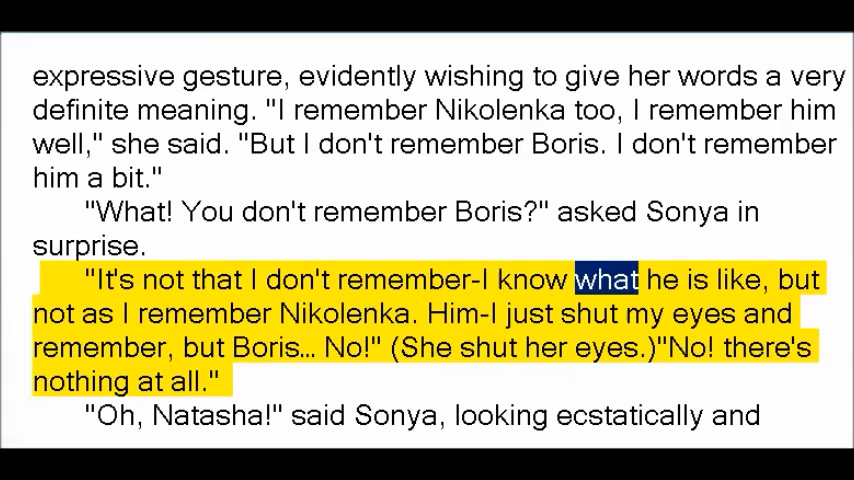 expressive gesture, evidently wishing to give her words a very
definite meaning. "I remember Nikolenka too, I remember him
well," she said. "But I don't remember Boris. I don't remember
him a bit."
"What! You don't remember Boris?" asked Sonya in
surprise.
"It's not that I don't remember-I know what he is like, but
not as I remember Nikolenka. Him-I just shut my eyes and
remember, but Boris... No!" (She shut her eyes.)"No! there's
nothing at all."
"Oh, Natasha!" said Sonya, looking ecstatically and